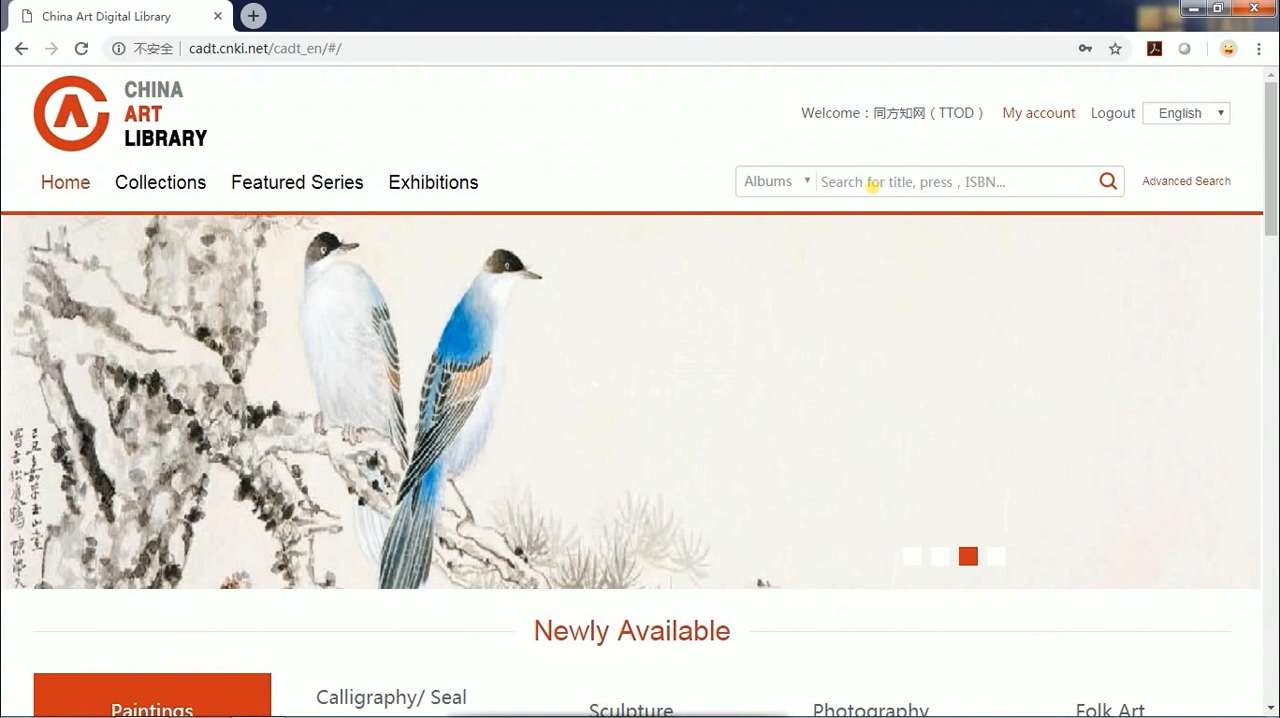 China Art Digital Library
不安全 | cadt.cnki.net/cadt_en/#/
CHINA
ART
LIBRARY
Welcome：同方知网（TTOD） My account Logout English
Home Collections Featured Series Exhibitions
Albums Search for title, press，ISBN... Advanced Search
Newly Available
Paintings
Calligraphy/ Seal
Sculpture
Photography
Folk Art